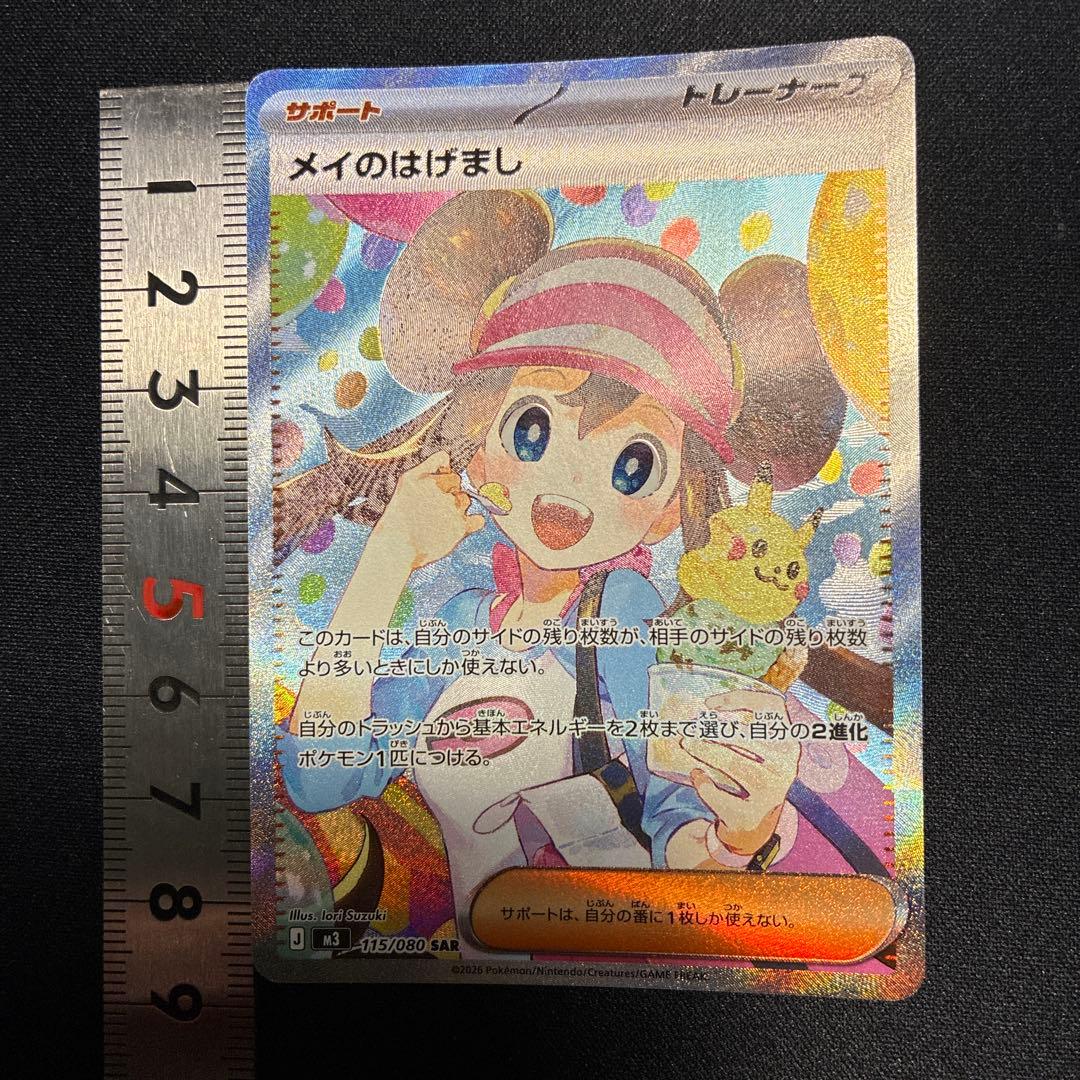 サポート
トレーナーズ
メイのはげまし
このカードは、自分のサイドの残り枚数が、相手のサイドの残り枚数
より多いときにしか使えない。
自分のトラッシュから基本エネルギーを2枚まで選び、自分の2進化
ポケモン1匹につける。
サポートは、自分の番に1枚しか使えない。
Illus. Iori Suzuki
J M3 115/080 SAR
©2026 Pokémon/Nintendo/Creatures/GAME FREAK
1
2
3
4
5
6
7
8
9